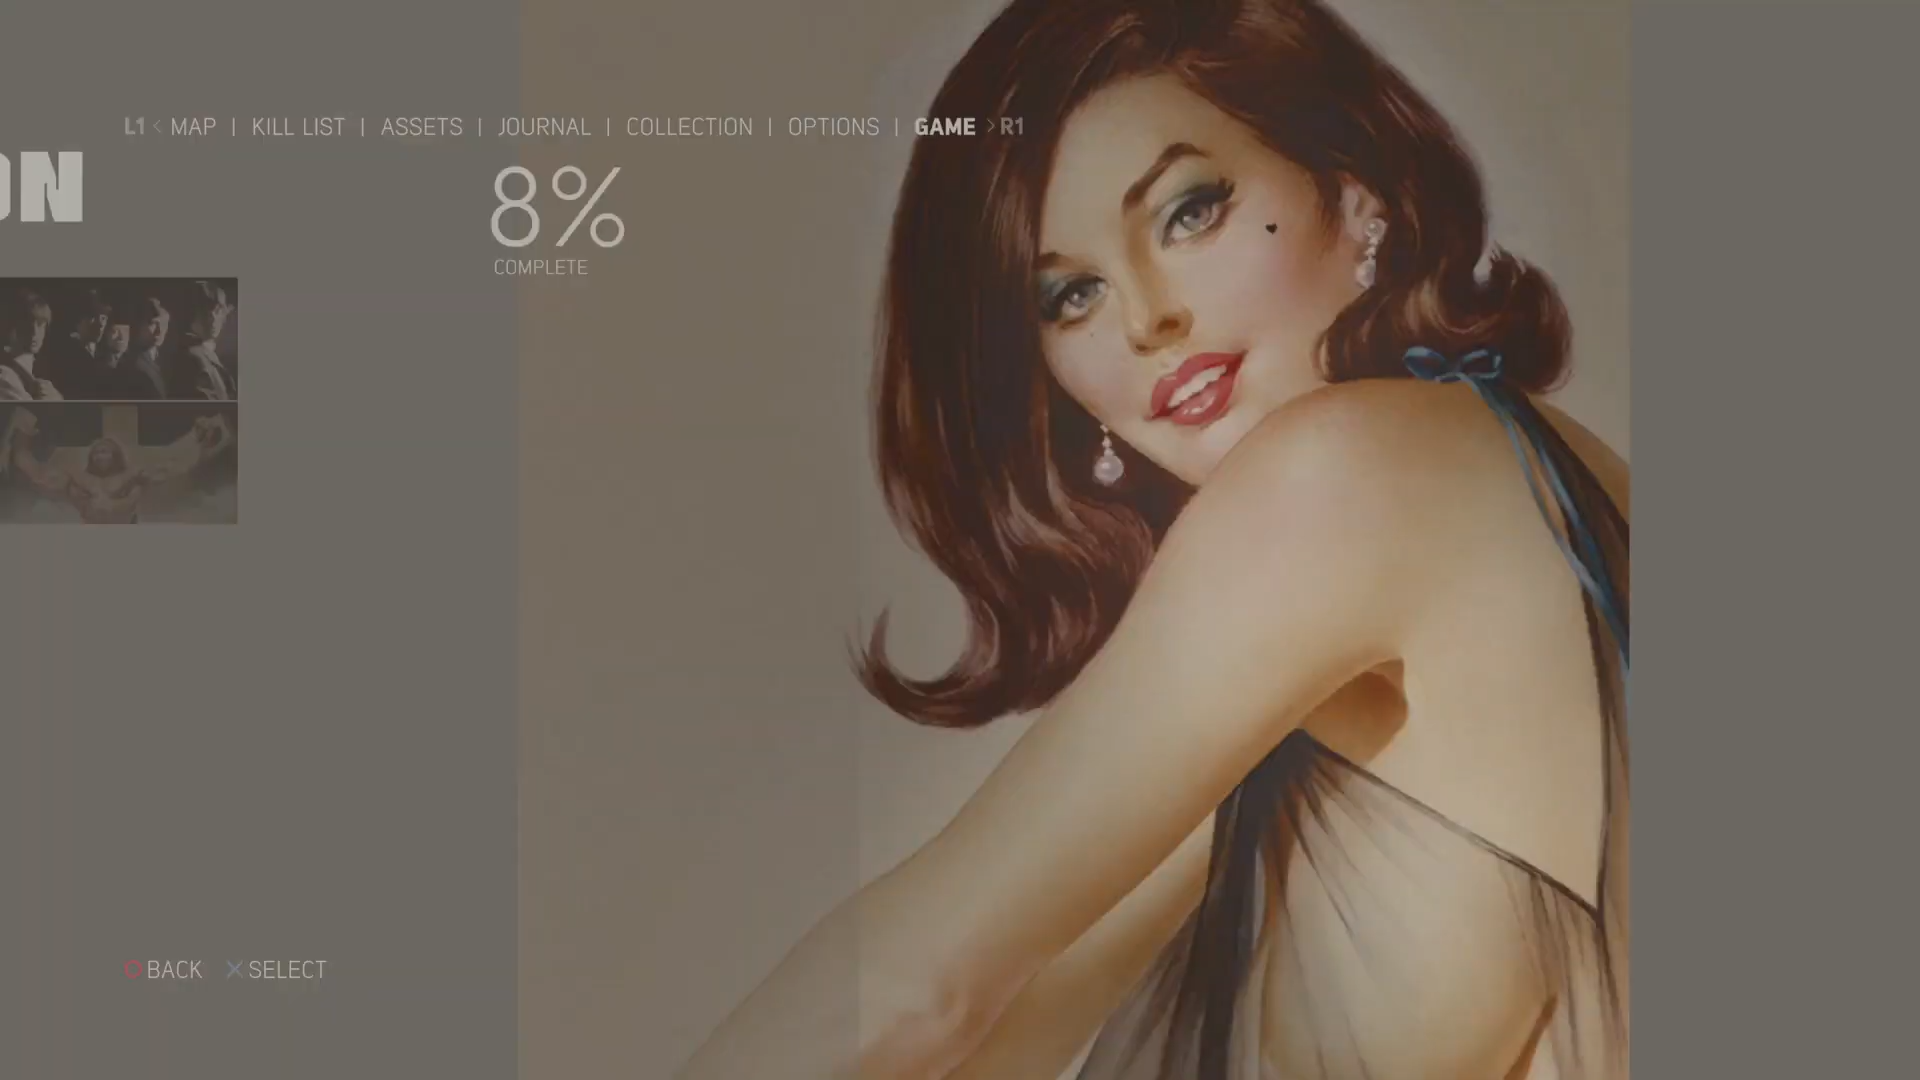 L1 < MAP | KILL LIST | ASSETS | JOURNAL | COLLECTION | OPTIONS | GAME > R1
ON
8%
COMPLETE
BACK SELECT